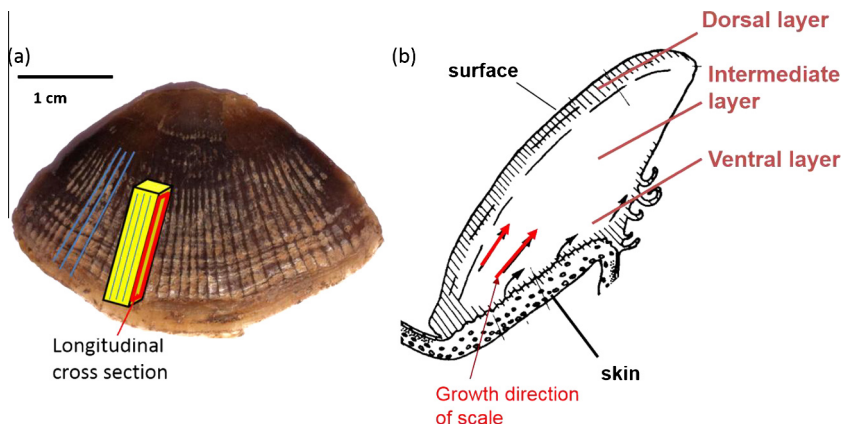 (a)
1 cm
Longitudinal
cross section
(b)
Dorsal layer
surface
Intermediate
layer
Ventral layer
skin
Growth direction
of scale